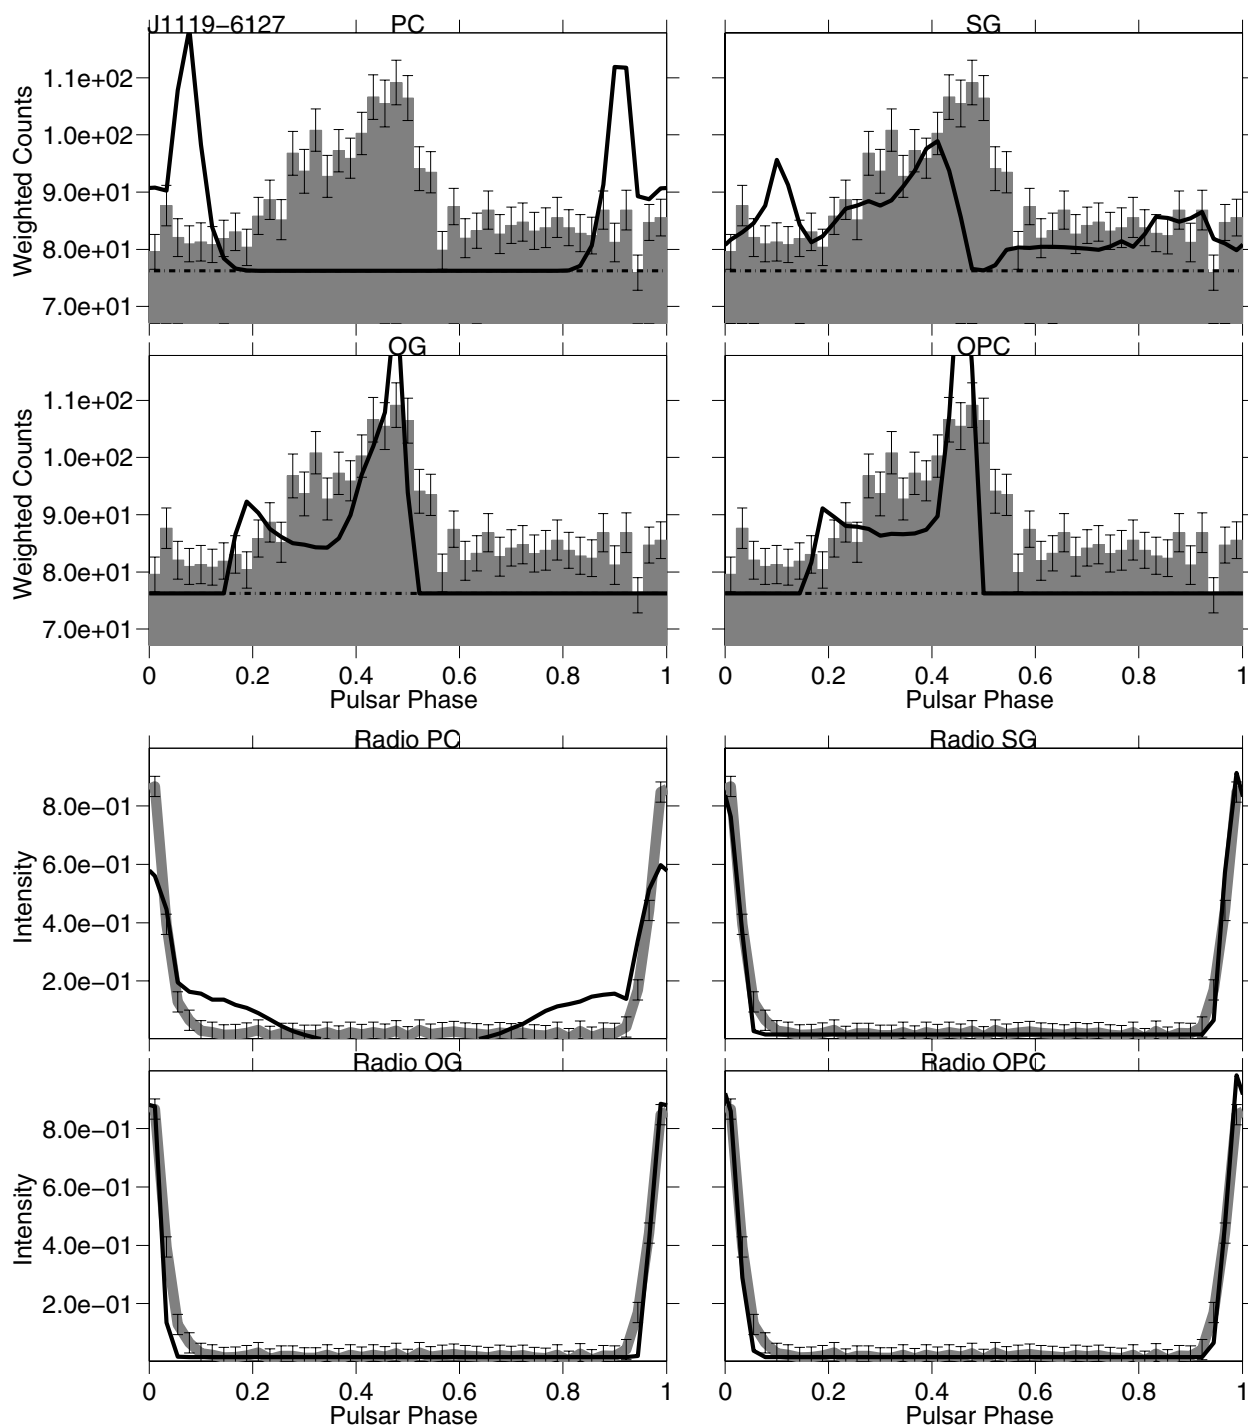 J1119−6127 PC SG
1.1e+02
1.0e+02
9.0e+01
8.0e+01
7.0e+01
Weighted Counts
OG OPC
1.1e+02
1.0e+02
9.0e+01
8.0e+01
7.0e+01
Weighted Counts
0 0.2 0.4 0.6 0.8 1 0 0.2 0.4 0.6 0.8 1
Pulsar Phase Pulsar Phase
Radio PC Radio SG
8.0e−01
6.0e−01
4.0e−01
2.0e−01
Intensity
Radio OG Radio OPC
8.0e−01
6.0e−01
4.0e−01
2.0e−01
Intensity
0 0.2 0.4 0.6 0.8 1 0 0.2 0.4 0.6 0.8 1
Pulsar Phase Pulsar Phase